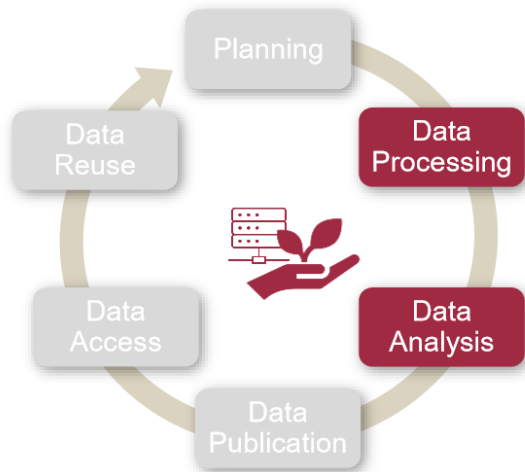 Planning
Data
Processing
Data
Analysis
Data
Publication
Data
Access
Data
Reuse